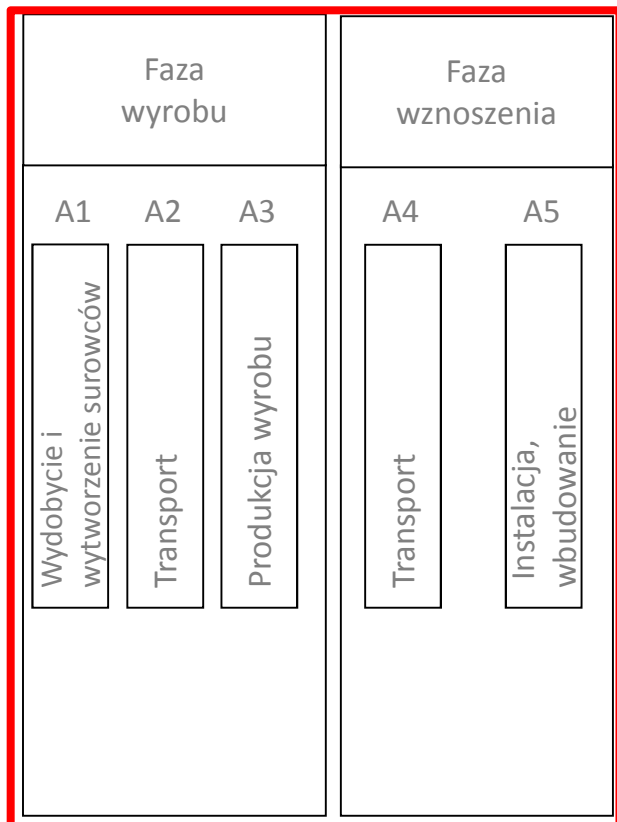 Faza
wyrobu
Faza
wznoszenia
A1
A2
A3
A4
A5
Wydobycie i
wytworzenie surowców
Transport
Produkcja wyrobu
Transport
Instalacja,
wbudowanie